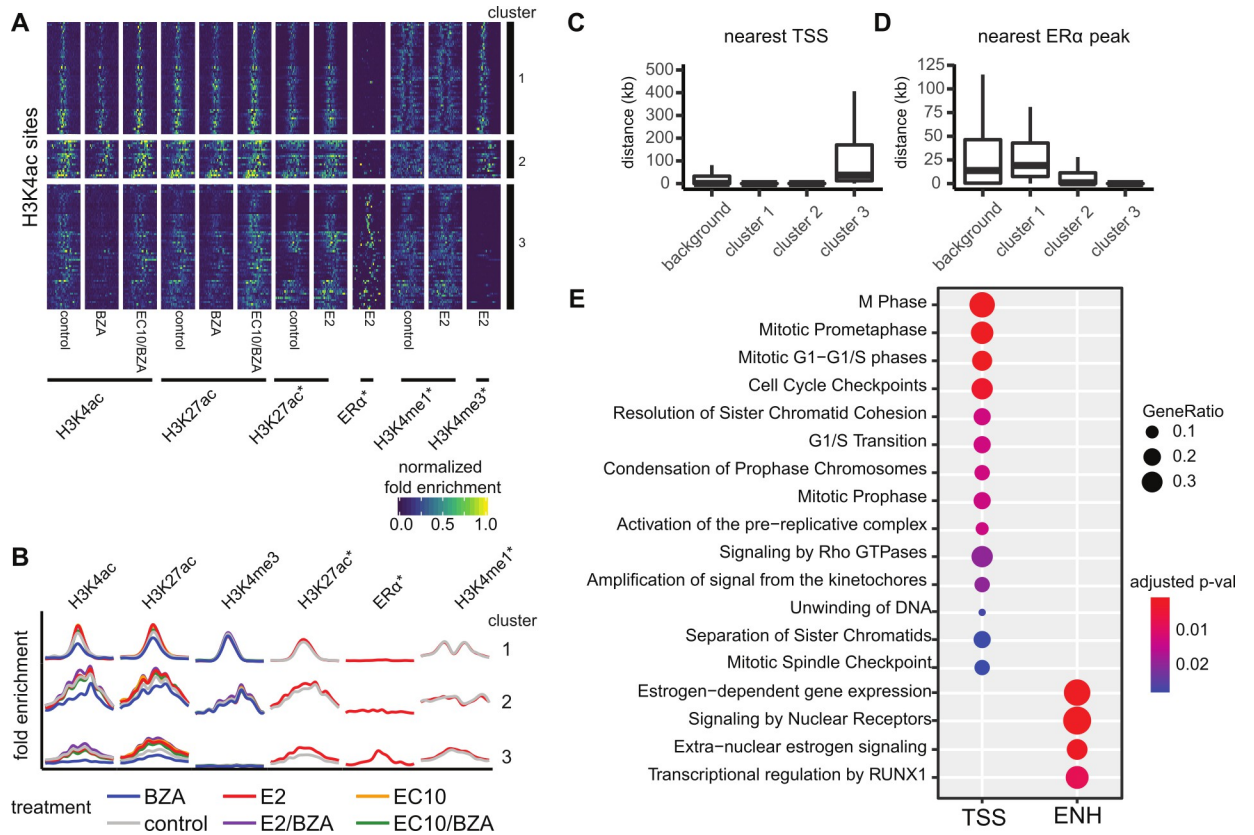 A
cluster
H3K4ac sites
1
2
3
control
BZA
EC10/BZA
control
BZA
EC10/BZA
control
E2
E2
control
E2
E2
H3K4ac
H3K27ac
H3K27ac*
ERα*
H3K4me1*
H3K4me3*
normalized
fold enrichment
0.0 0.5 1.0
B
H3K4ac
H3K27ac
H3K4me3
H3K27ac*
ERα*
H3K4me1*
cluster
fold enrichment
1
2
3
treatment
BZA
E2
EC10
control
E2/BZA
EC10/BZA
C
nearest TSS
distance (kb)
500
400
300
200
100
0
background
cluster 1
cluster 2
cluster 3
D
nearest ERα peak
distance (kb)
125
100
75
50
25
0
background
cluster 1
cluster 2
cluster 3
E
M Phase
Mitotic Prometaphase
Mitotic G1−G1/S phases
Cell Cycle Checkpoints
Resolution of Sister Chromatid Cohesion
G1/S Transition
Condensation of Prophase Chromosomes
Mitotic Prophase
Activation of the pre-replicative complex
Signaling by Rho GTPases
Amplification of signal from the kinetochores
Unwinding of DNA
Separation of Sister Chromatids
Mitotic Spindle Checkpoint
Estrogen−dependent gene expression
Signaling by Nuclear Receptors
Extra−nuclear estrogen signaling
Transcriptional regulation by RUNX1
TSS
ENH
GeneRatio
0.1
0.2
0.3
adjusted p-val
0.01
0.02